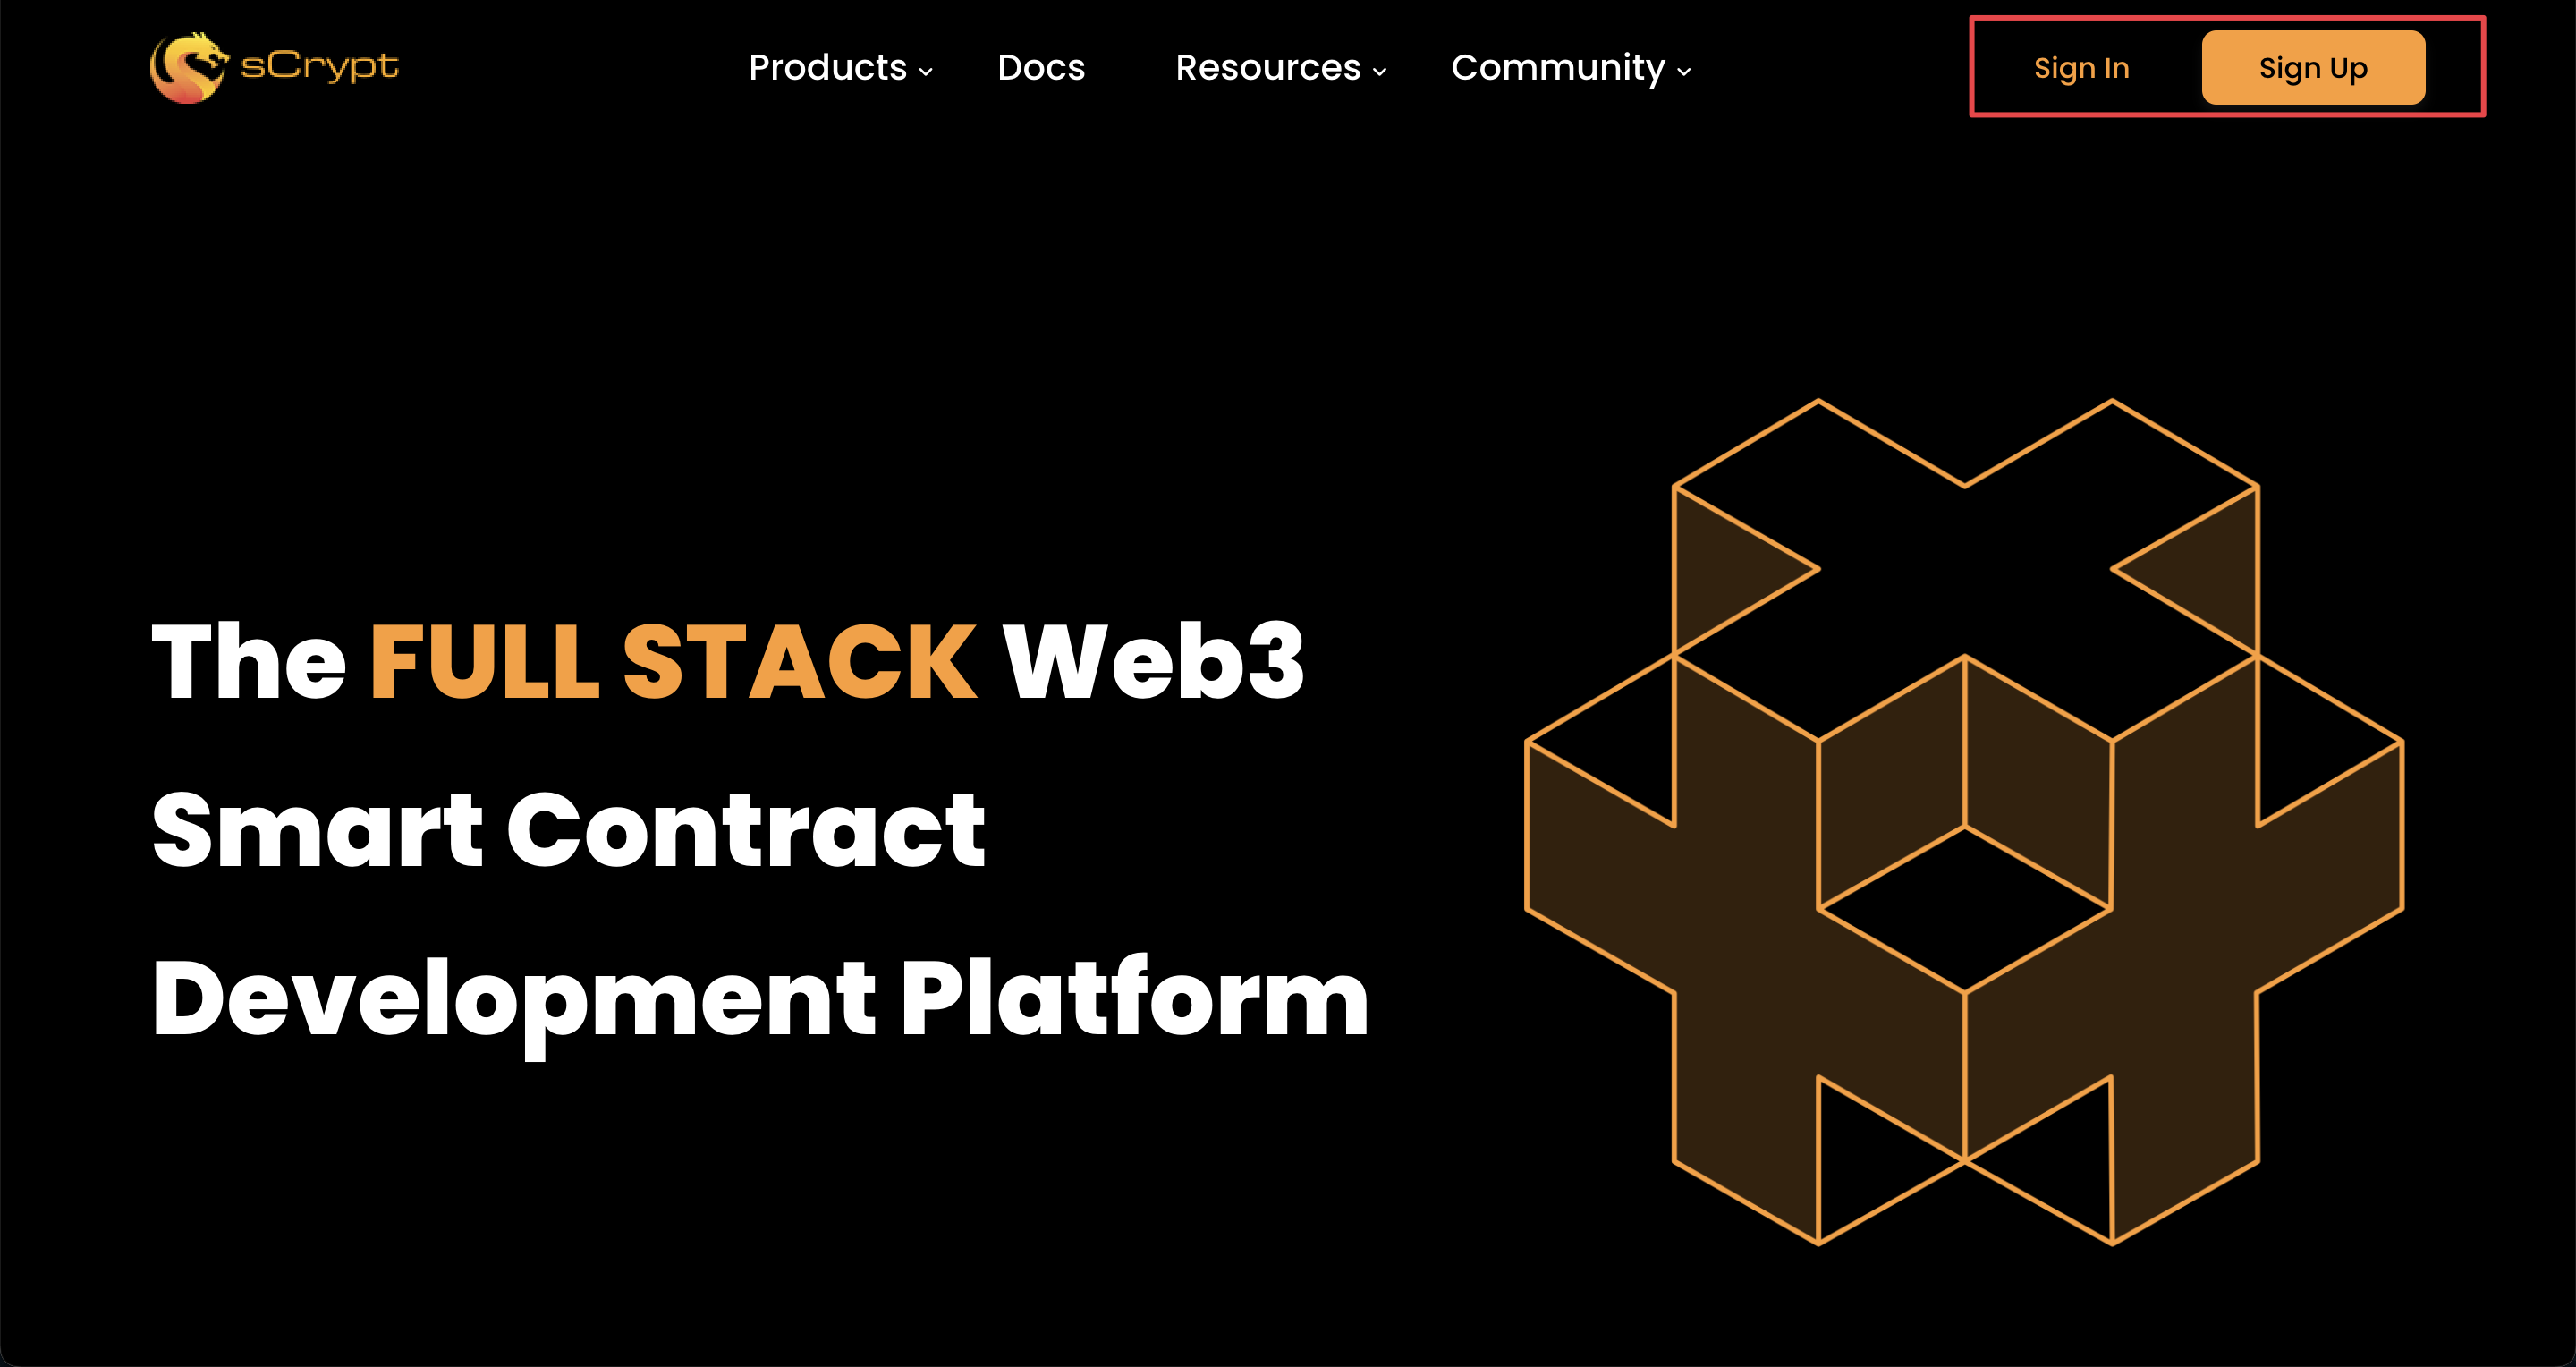 sCrypt
Products Docs Resources Community Sign In Sign Up
The FULL STACK Web3
Smart Contract
Development Platform